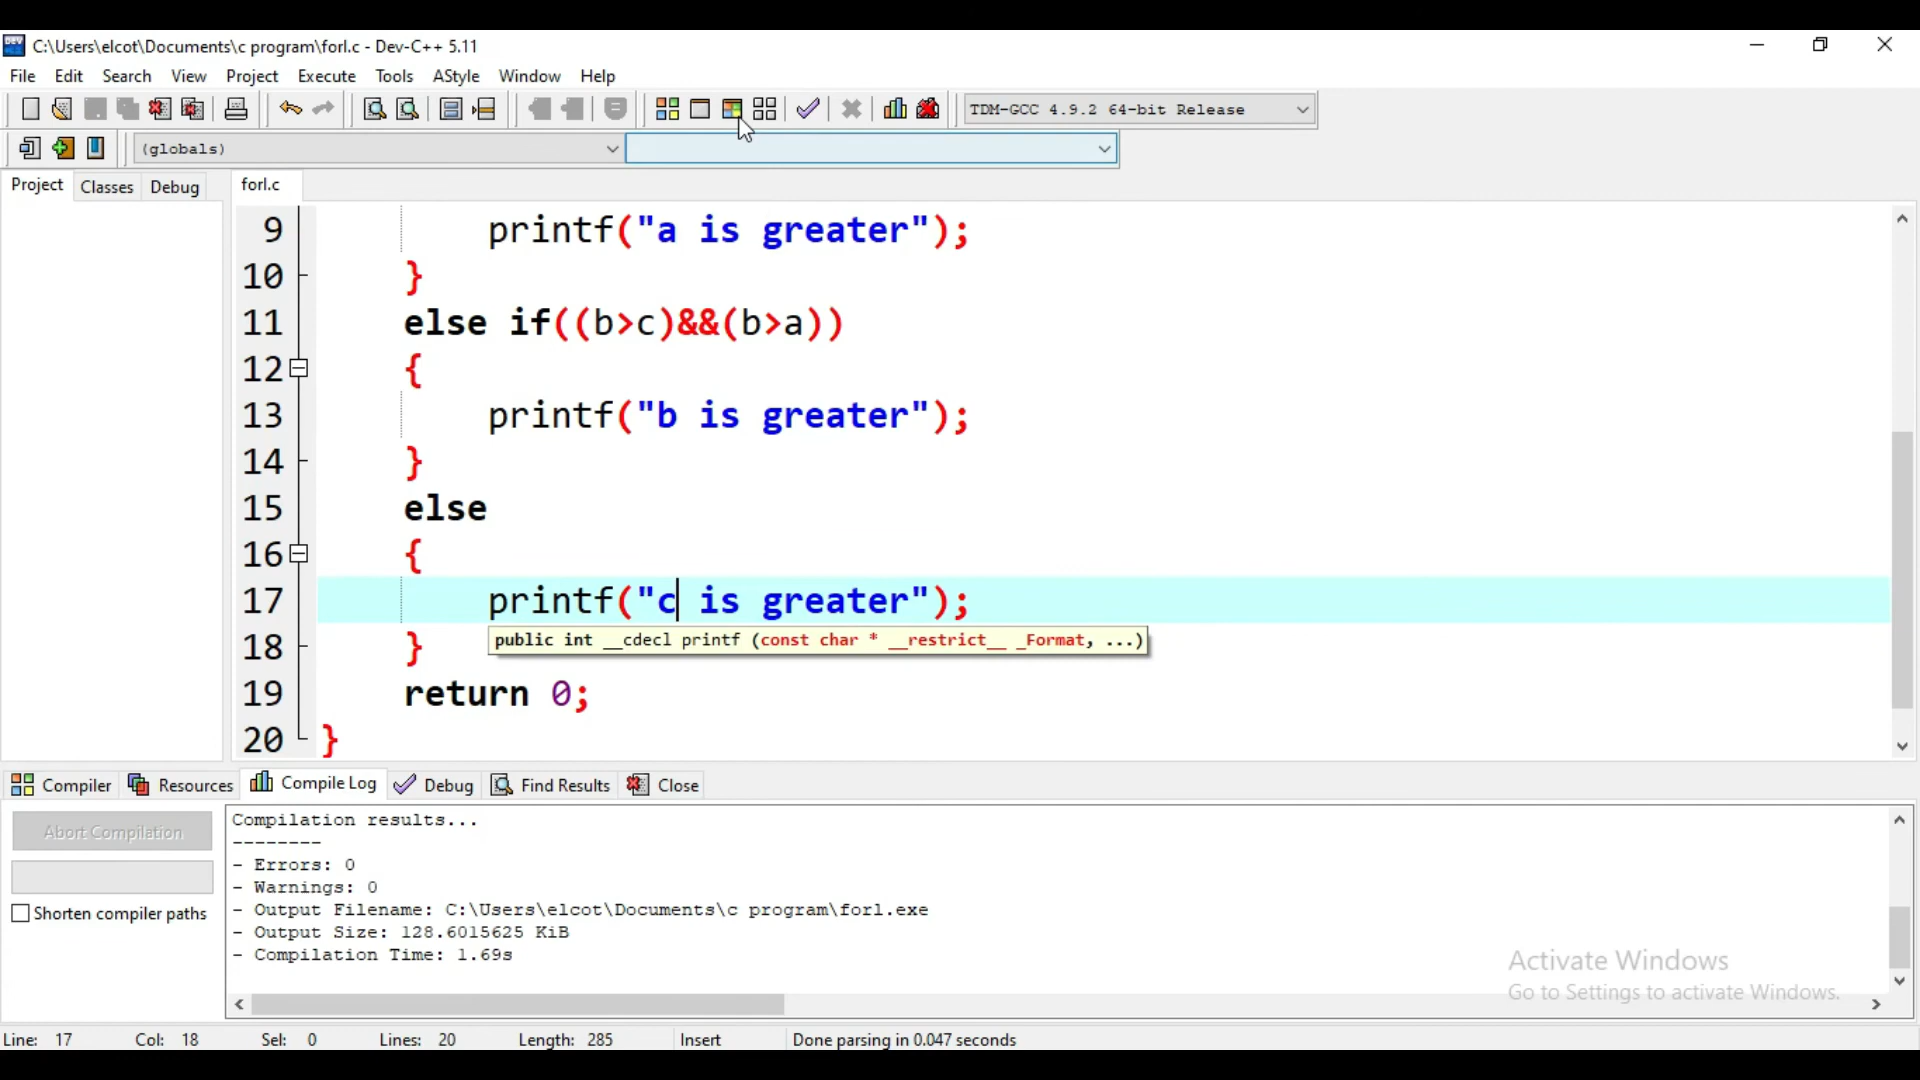 C:\Users\elcot\Documents\c program\forl.c - Dev-C++ 5.11
File Edit Search View Project Execute Tools AStyle Window Help
TDM-GCC 4.9.2 64-bit Release
(globals)
Project Classes Debug forl.c
9 printf("a is greater");
10 }
11 else if((b>c)&&(b>a))
12 {
13 printf("b is greater");
14 }
15 else
16 {
17 printf("c is greater");
public int __cdecl printf (const char * __restrict__ _Format, ...)
18 }
19 return 0;
20 }
Compiler Resources Compile Log Debug Find Results Close
Abort Compilation
Shorten compiler paths
Compilation results...
--------
- Errors: 0
- Warnings: 0
- Output Filename: C:\Users\elcot\Documents\c program\forl.exe
- Output Size: 128.6015625 KiB
- Compilation Time: 1.69s
Activate Windows
Go to Settings to activate Windows.
Line: 17 Col: 18 Sel: 0 Lines: 20 Length: 285 Insert Done parsing in 0.047 seconds